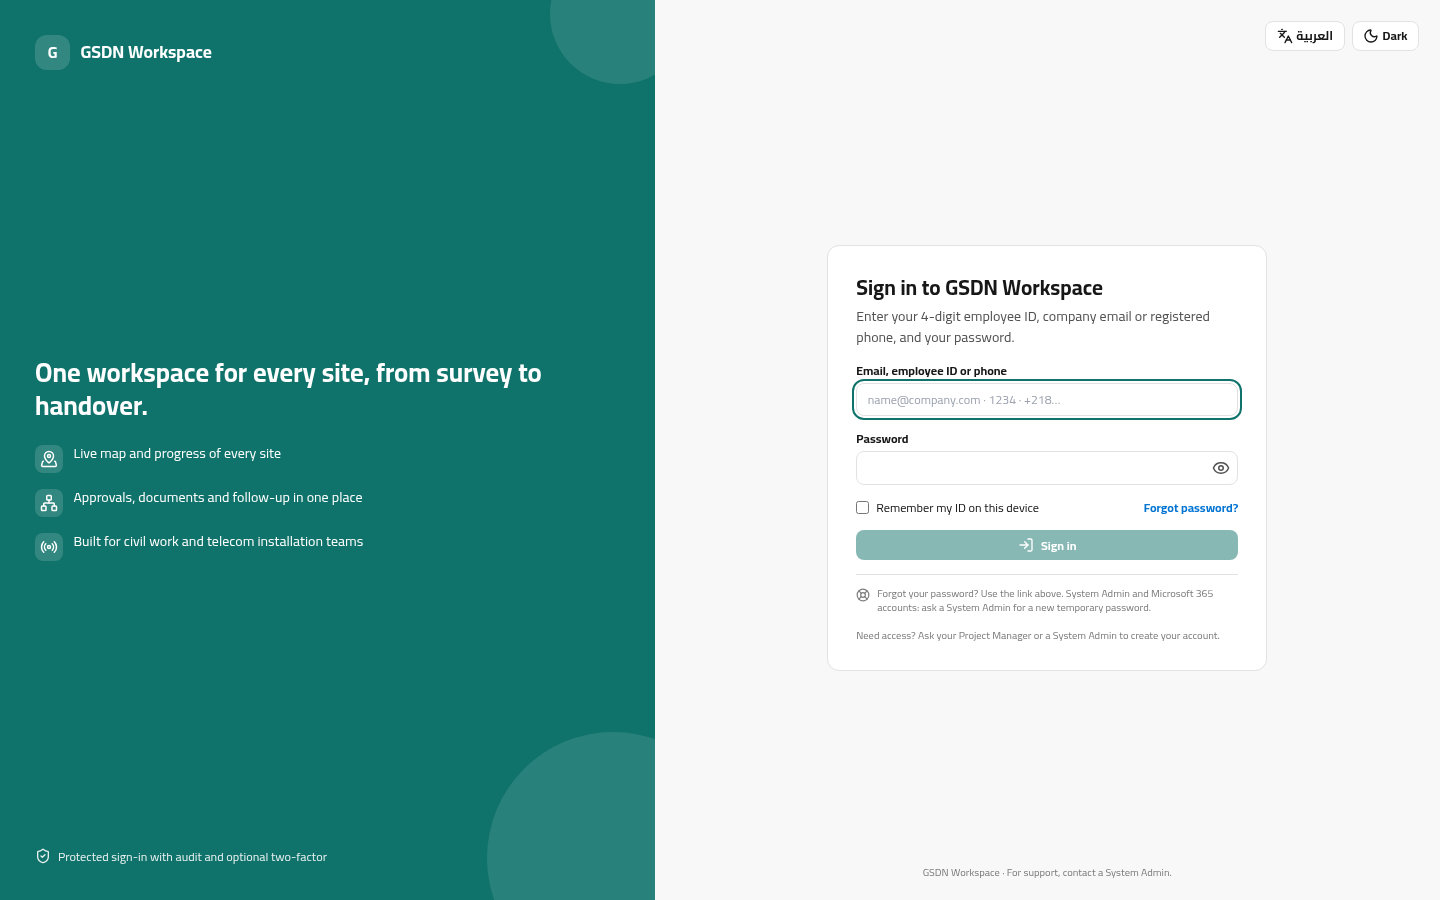 G
GSDN Workspace
العربية
Dark
One workspace for every site, from survey to
handover.
Live map and progress of every site
Approvals, documents and follow-up in one place
Built for civil work and telecom installation teams
Protected sign-in with audit and optional two-factor
Sign in to GSDN Workspace
Enter your 4-digit employee ID, company email or registered
phone, and your password.
Email, employee ID or phone
name@company.com · 1234 · +218...
Password
Remember my ID on this device
Forgot password?
Sign in
Forgot your password? Use the link above. System Admin and Microsoft 365
accounts: ask a System Admin for a new temporary password.
Need access? Ask your Project Manager or a System Admin to create your account.
GSDN Workspace · For support, contact a System Admin.